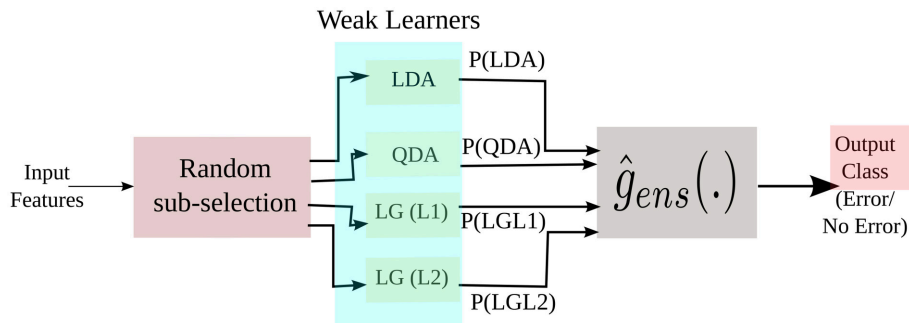 Weak Learners
Input
Features
Random
sub-selection
LDA
QDA
LG (L1)
LG (L2)
P(LDA)
P(QDA)
P(LGL1)
P(LGL2)
ĝens(.)
Output
Class
(Error/
No Error)